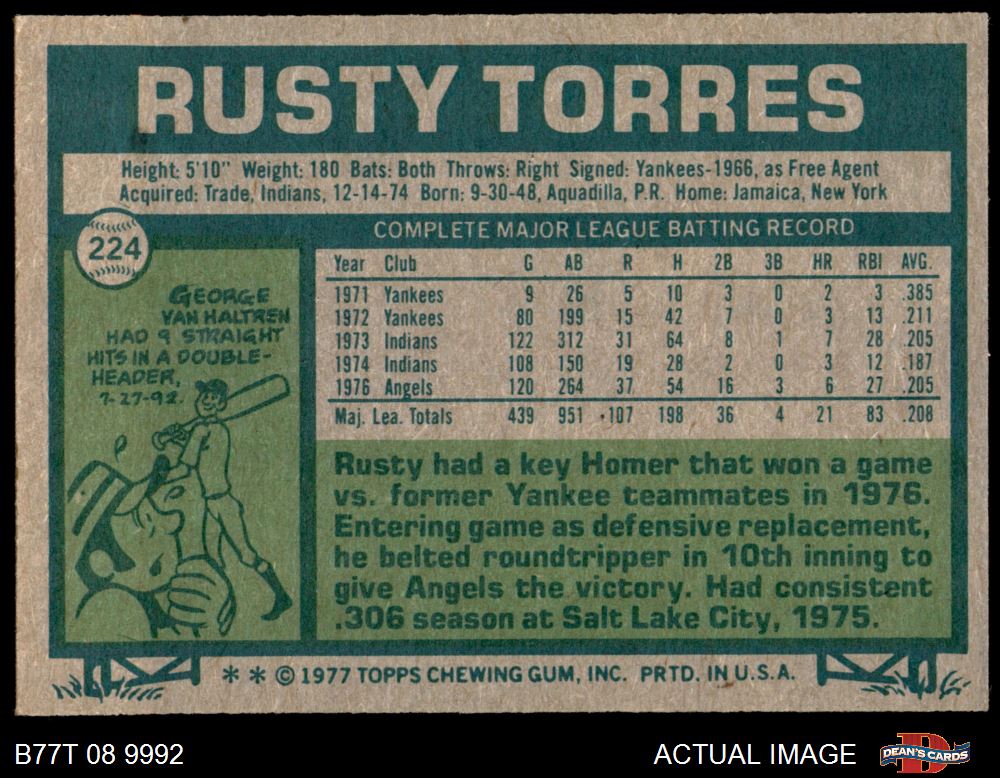 RUSTY TORRES
Height: 5'10" Weight: 180 Bats: Both Throws: Right Signed: Yankees-1966, as Free Agent
Acquired: Trade, Indians, 12-14-74 Born: 9-30-48, Aquadilla, P.R. Home: Jamaica, New York
224
COMPLETE MAJOR LEAGUE BATTING RECORD
Year Club G AB R H 2B 3B HR RBI AVG.
1971 Yankees 9 26 5 10 3 0 2 3 .385
1972 Yankees 80 199 15 42 7 0 3 13 .211
1973 Indians 122 312 31 64 8 1 7 28 .205
1974 Indians 108 150 19 28 2 0 3 12 .187
1976 Angels 120 264 37 54 16 3 6 27 .205
Maj. Lea. Totals 439 951 107 198 36 4 21 83 .208
GEORGE
VAN HALTREN
HAD 9 STRAIGHT
HITS IN A DOUBLE-
HEADER,
7-27-92.
Rusty had a key Homer that won a game
vs. former Yankee teammates in 1976.
Entering game as defensive replacement,
he belted roundtripper in 10th inning to
give Angels the victory. Had consistent
.306 season at Salt Lake City, 1975.
** © 1977 TOPPS CHEWING GUM, INC. PRTD. IN U.S.A.
B77T 08 9992
ACTUAL IMAGE
D
DEAN'S CARDS